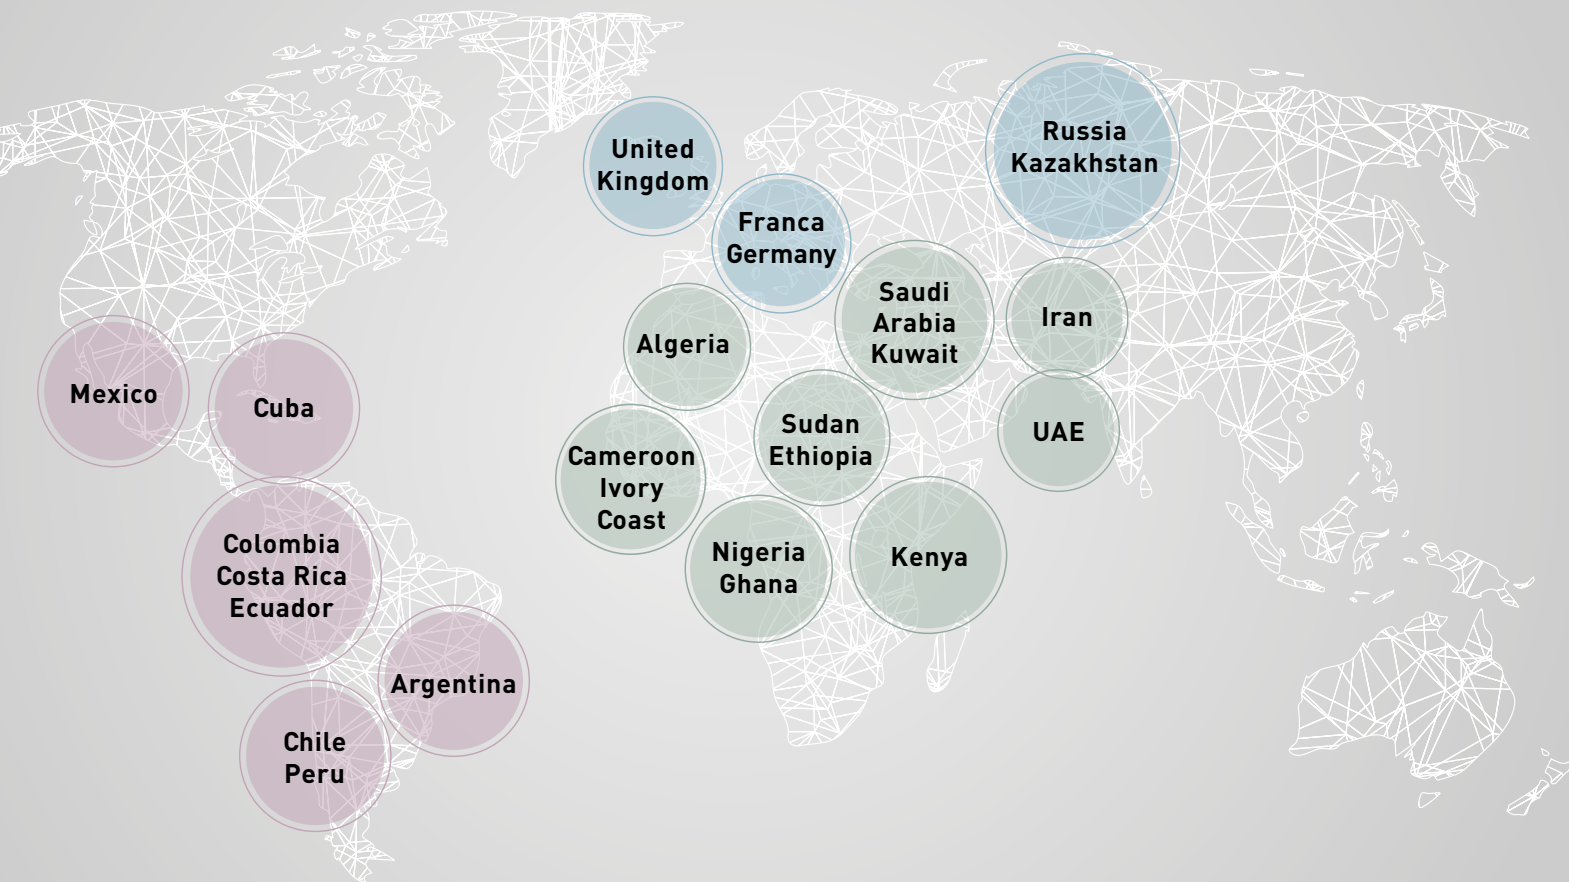 United
Kingdom
Russia
Kazakhstan
Franca
Germany
Saudi
Arabia
Kuwait
Iran
Algeria
Mexico
Cuba
Sudan
Ethiopia
UAE
Cameroon
Ivory
Coast
Colombia
Costa Rica
Ecuador
Nigeria
Ghana
Kenya
Argentina
Chile
Peru